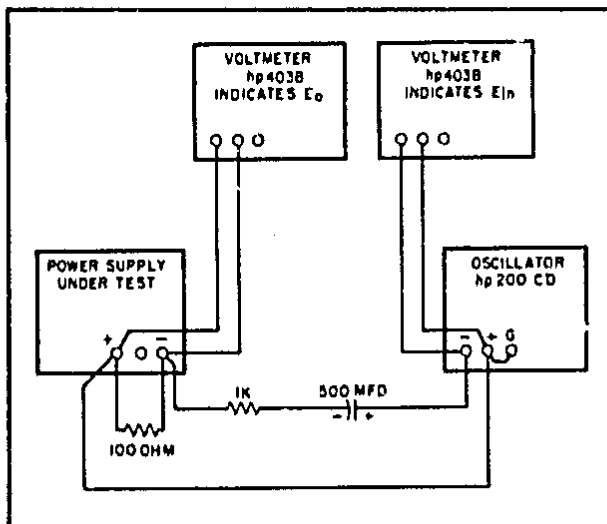 VOLTMETER
hp403B
INDICATES Eo
VOLTMETER
hp403B
INDICATES Ein
POWER SUPPLY
UNDER TEST
+
-
OSCILLATOR
hp 200 CD
-
+
G
1K
500 MFD
-
+
100 OHM